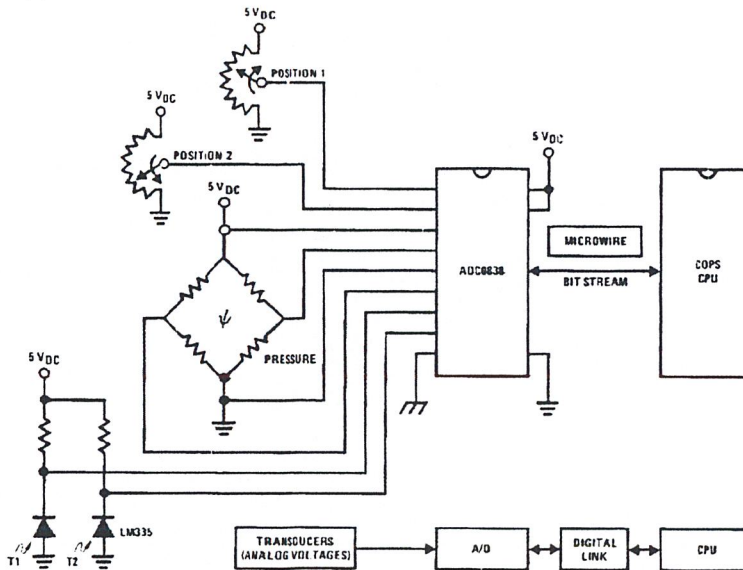 5 VDC
POSITION 1
5 VDC
POSITION 2
5 VDC
5 VDC
MICROWIRE
ADC0838
BIT STREAM
COPS
CPU
ψ
PRESSURE
5 VDC
LM335
T1
T2
TRANSDUCERS
(ANALOG VOLTAGES)
A/D
DIGITAL
LINK
CPU